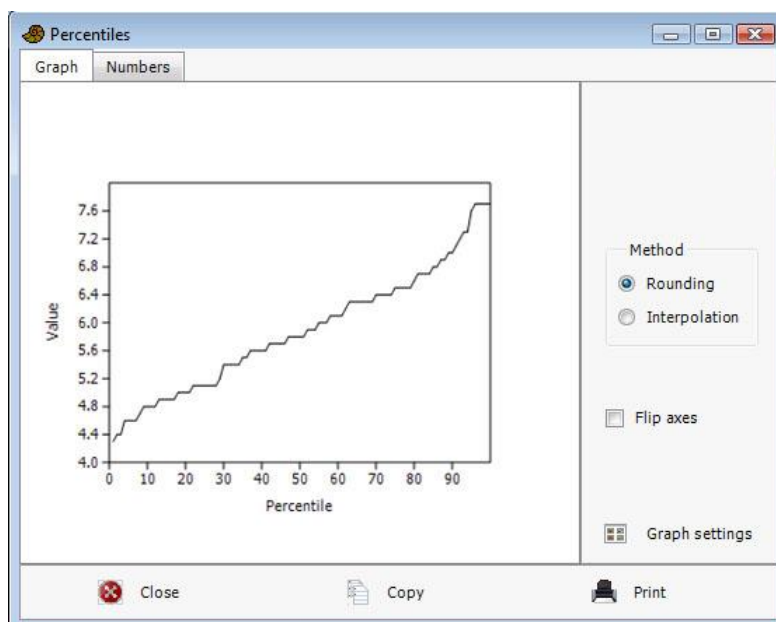 Percentiles
Graph Numbers
7.6
7.2
6.8
6.4
6.0
5.6
5.2
4.8
4.4
4.0
Value
0 10 20 30 40 50 60 70 80 90
Percentile
Method
Rounding
Interpolation
Flip axes
Graph settings
Close Copy Print